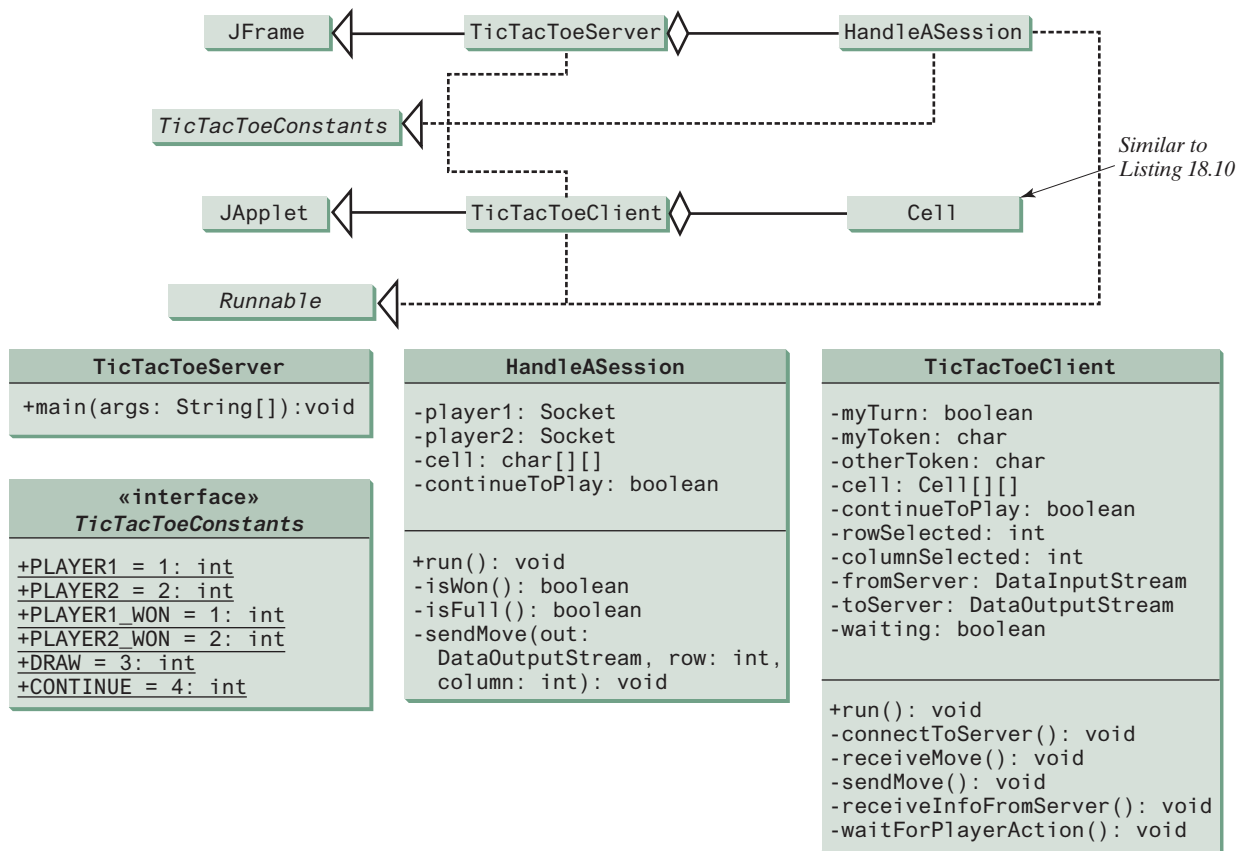 JFrame
TicTacToeServer
HandleASession
TicTacToeConstants
Similar to
Listing 18.10
JApplet
TicTacToeClient
Cell
Runnable
TicTacToeServer
+main(args: String[]):void
«interface»
TicTacToeConstants
+PLAYER1 = 1: int
+PLAYER2 = 2: int
+PLAYER1_WON = 1: int
+PLAYER2_WON = 2: int
+DRAW = 3: int
+CONTINUE = 4: int
HandleASession
-player1: Socket
-player2: Socket
-cell: char[][]
-continueToPlay: boolean
+run(): void
-isWon(): boolean
-isFull(): boolean
-sendMove(out:
DataOutputStream, row: int,
column: int): void
TicTacToeClient
-myTurn: boolean
-myToken: char
-otherToken: char
-cell: Cell[][]
-continueToPlay: boolean
-rowSelected: int
-columnSelected: int
-fromServer: DataInputStream
-toServer: DataOutputStream
-waiting: boolean
+run(): void
-connectToServer(): void
-receiveMove(): void
-sendMove(): void
-receiveInfoFromServer(): void
-waitForPlayerAction(): void